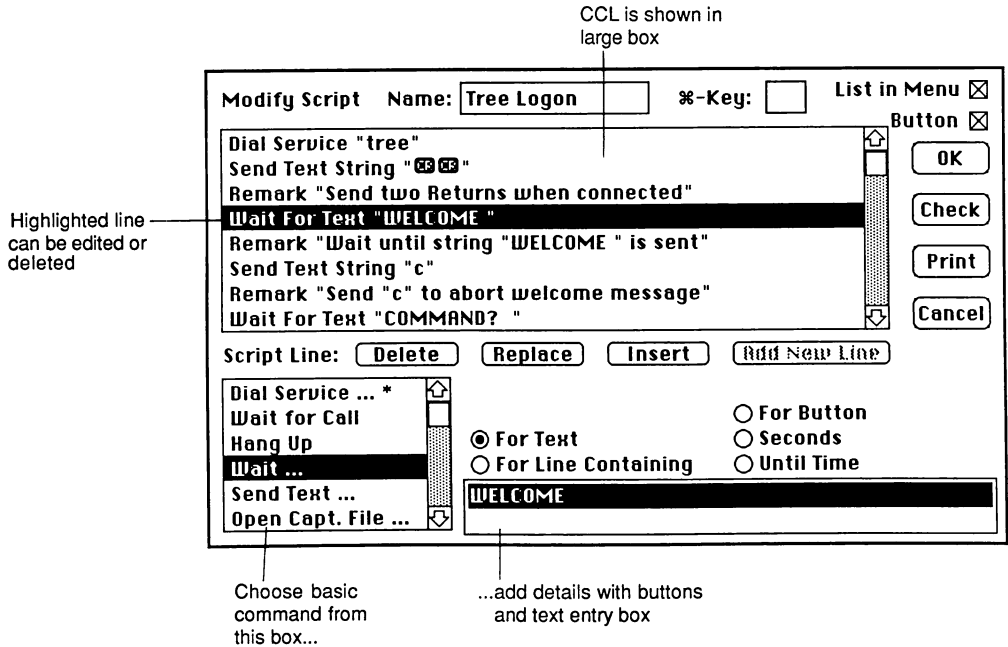 CCL is shown in
large box
Modify Script Name: Tree Logon ⌘-Key: List in Menu
Button
Dial Service "tree"
Send Text String "CR CR"
Remark "Send two Returns when connected"
Wait For Text "WELCOME "
Remark "Wait until string "WELCOME " is sent"
Send Text String "c"
Remark "Send "c" to abort welcome message"
Wait For Text "COMMAND? "
OK
Check
Print
Cancel
Highlighted line
can be edited or
deleted
Script Line: Delete Replace Insert Add New Line
Dial Service ... *
Wait for Call
Hang Up
Wait ...
Send Text ...
Open Capt. File ...
For Text
For Line Containing
For Button
Seconds
Until Time
WELCOME
Choose basic
command from
this box...
...add details with buttons
and text entry box